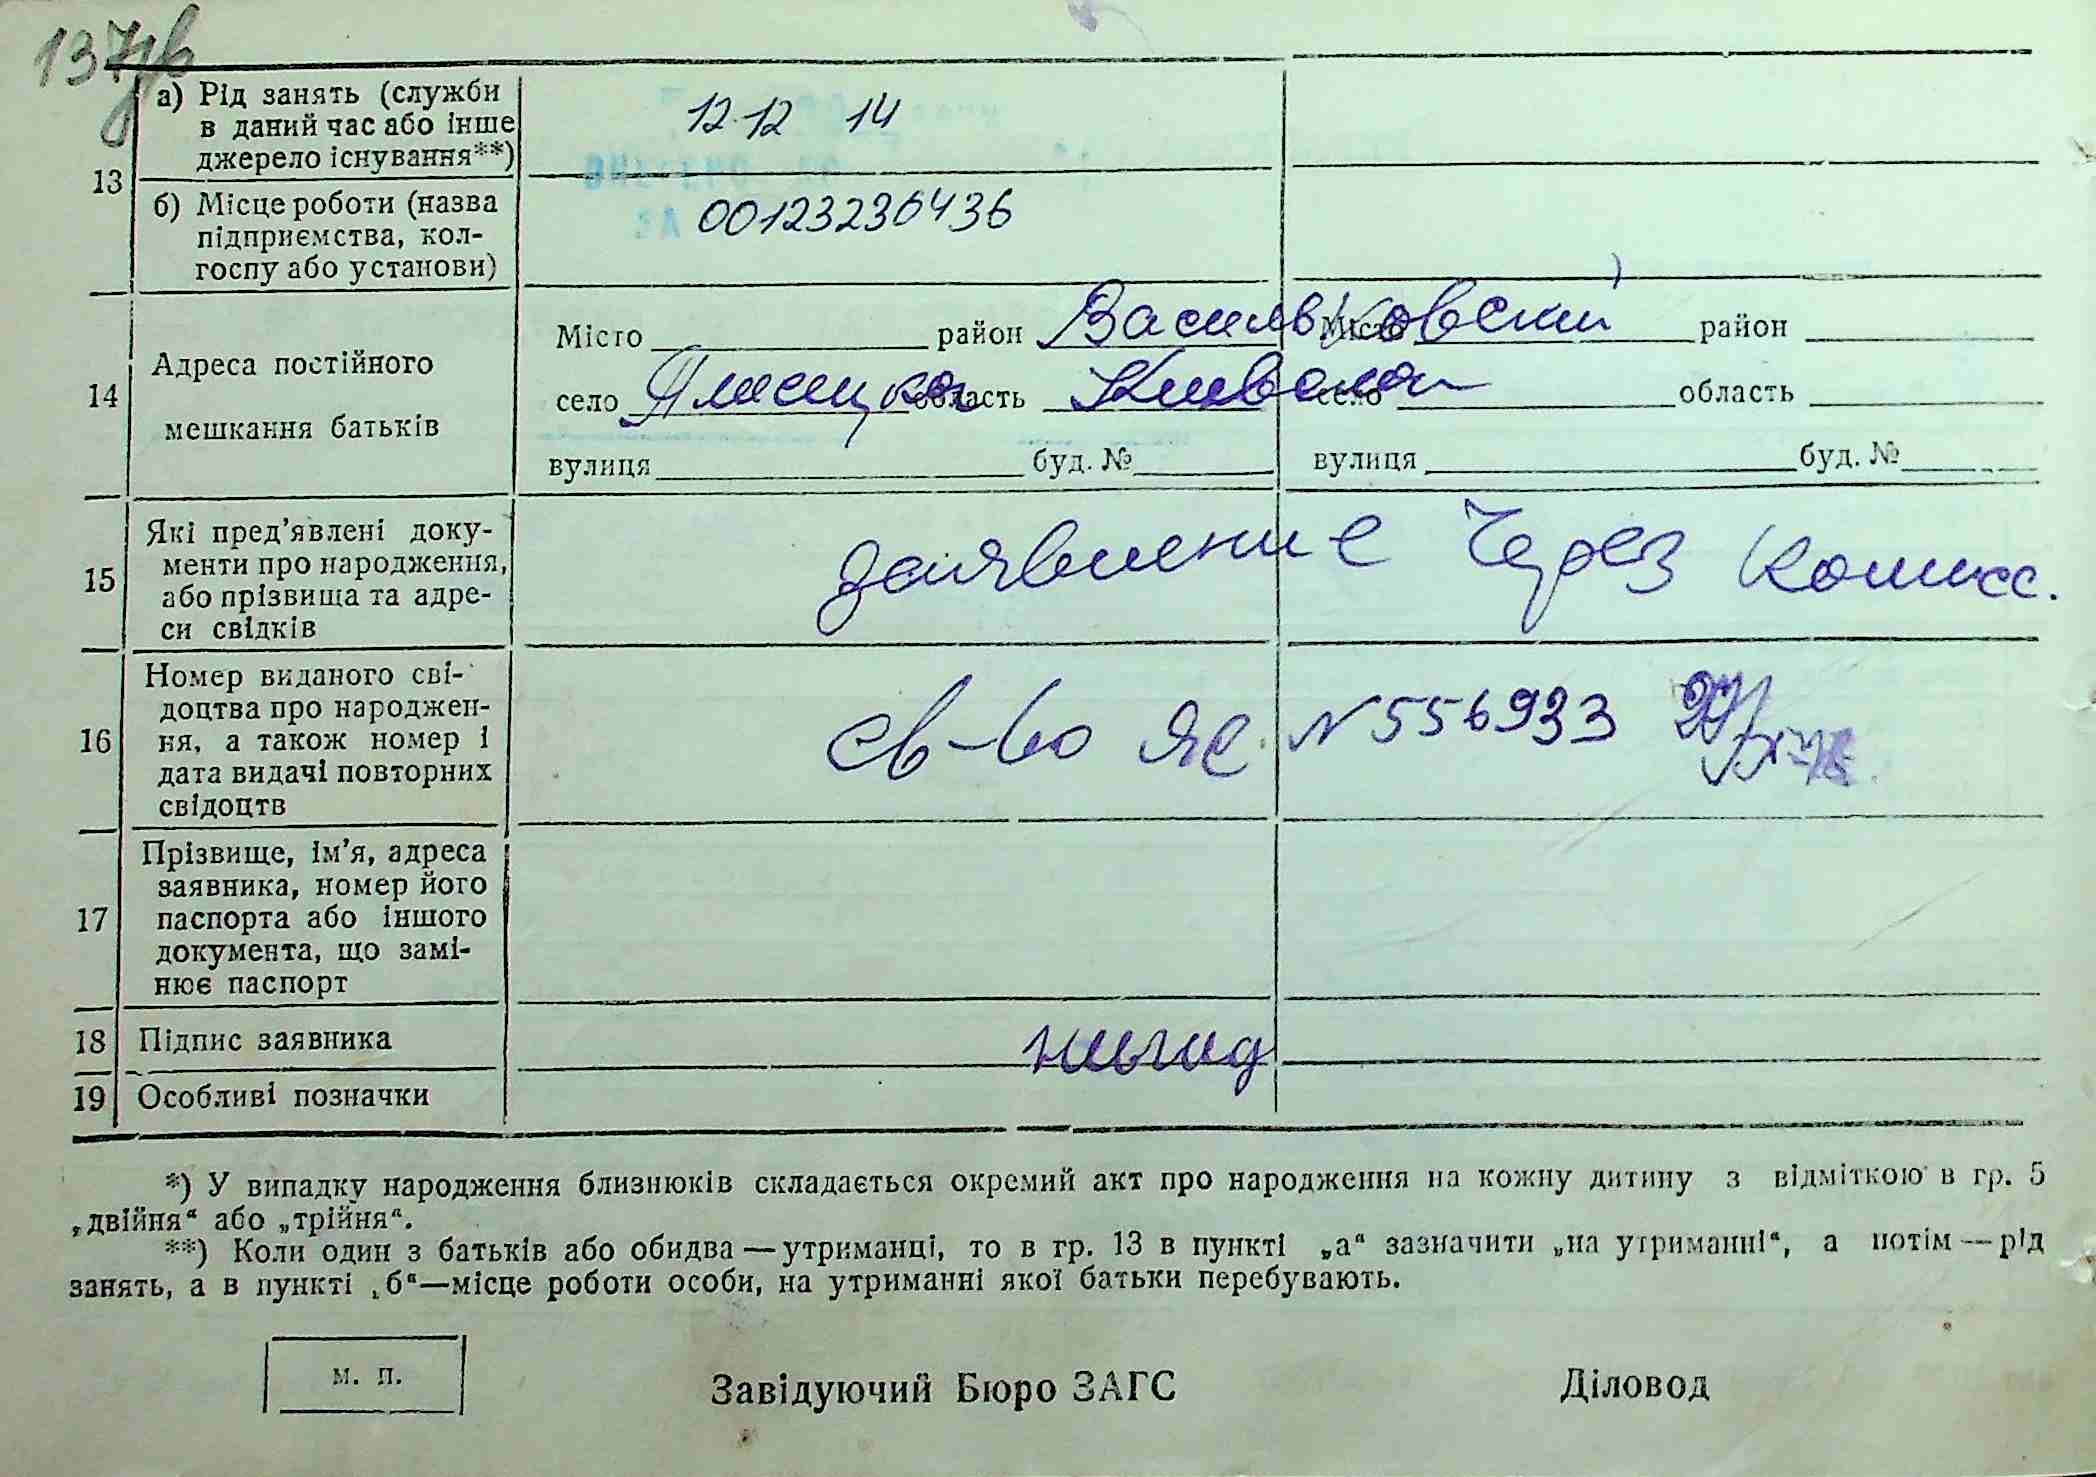 137
13
а) Рід занять (служби
в даний час або інше
джерело існування**)
12.12 14
б) Місце роботи (назва
підприємства, кол-
госпу або установи)
ЗА 00123236436
14
Адреса постійного
мешкання батьків
Місто район Васильковский Місто район
село Плесецкое область Киевская село область
вулиця буд. № вулиця буд. №
15
Які пред’явлені доку-
менти про народження,
або прізвища та адре-
си свідків
заявление через комисс.
16
Номер виданого сві-
доцтва про народжен-
ня, а також номер і
дата видачі повторних
свідоцтв
св-во ЯС N 556933
17
Прізвище, ім’я, адреса
заявника, номер його
паспорта або іншого
документа, що замі-
нює паспорт
18 Підпис заявника
19 Особливі позначки
*) У випадку народження близнюків складається окремий акт про народження на кожну дитину з відміткою в гр. 5
„двійня“ або „трійня“.
**) Коли один з батьків або обидва — утриманці, то в гр. 13 в пункті „а“ зазначити „на утриманні“, а потім — рід
занять, а в пункті „б“—місце роботи особи, на утриманні якої батьки перебувають.
м. п.
Завідуючий Бюро ЗАГС
Діловод